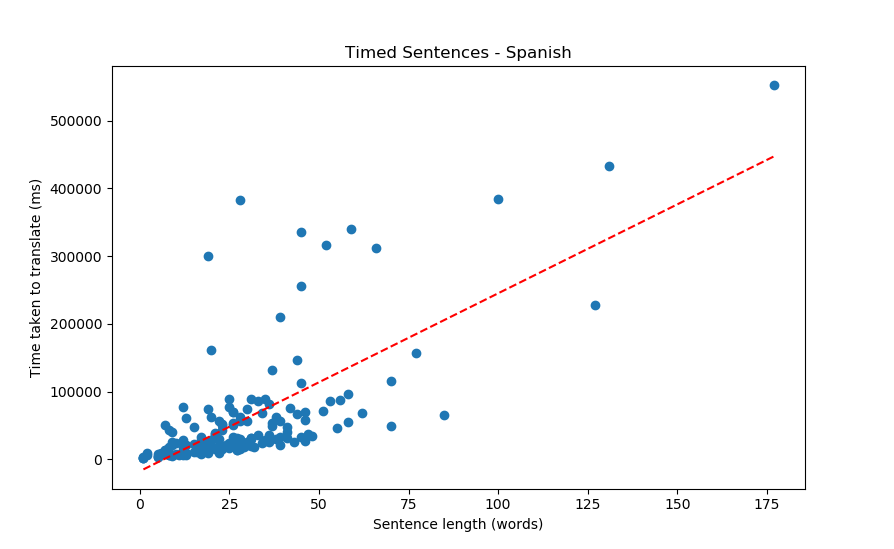 Timed Sentences - Spanish
Time taken to translate (ms)
500000
400000
300000
200000
100000
0
0 25 50 75 100 125 150 175
Sentence length (words)